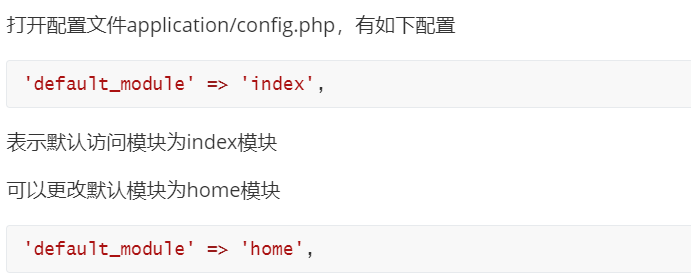 打开配置文件application/config.php，有如下配置
'default_module' => 'index',
表示默认访问模块为index模块
可以更改默认模块为home模块
'default_module' => 'home',